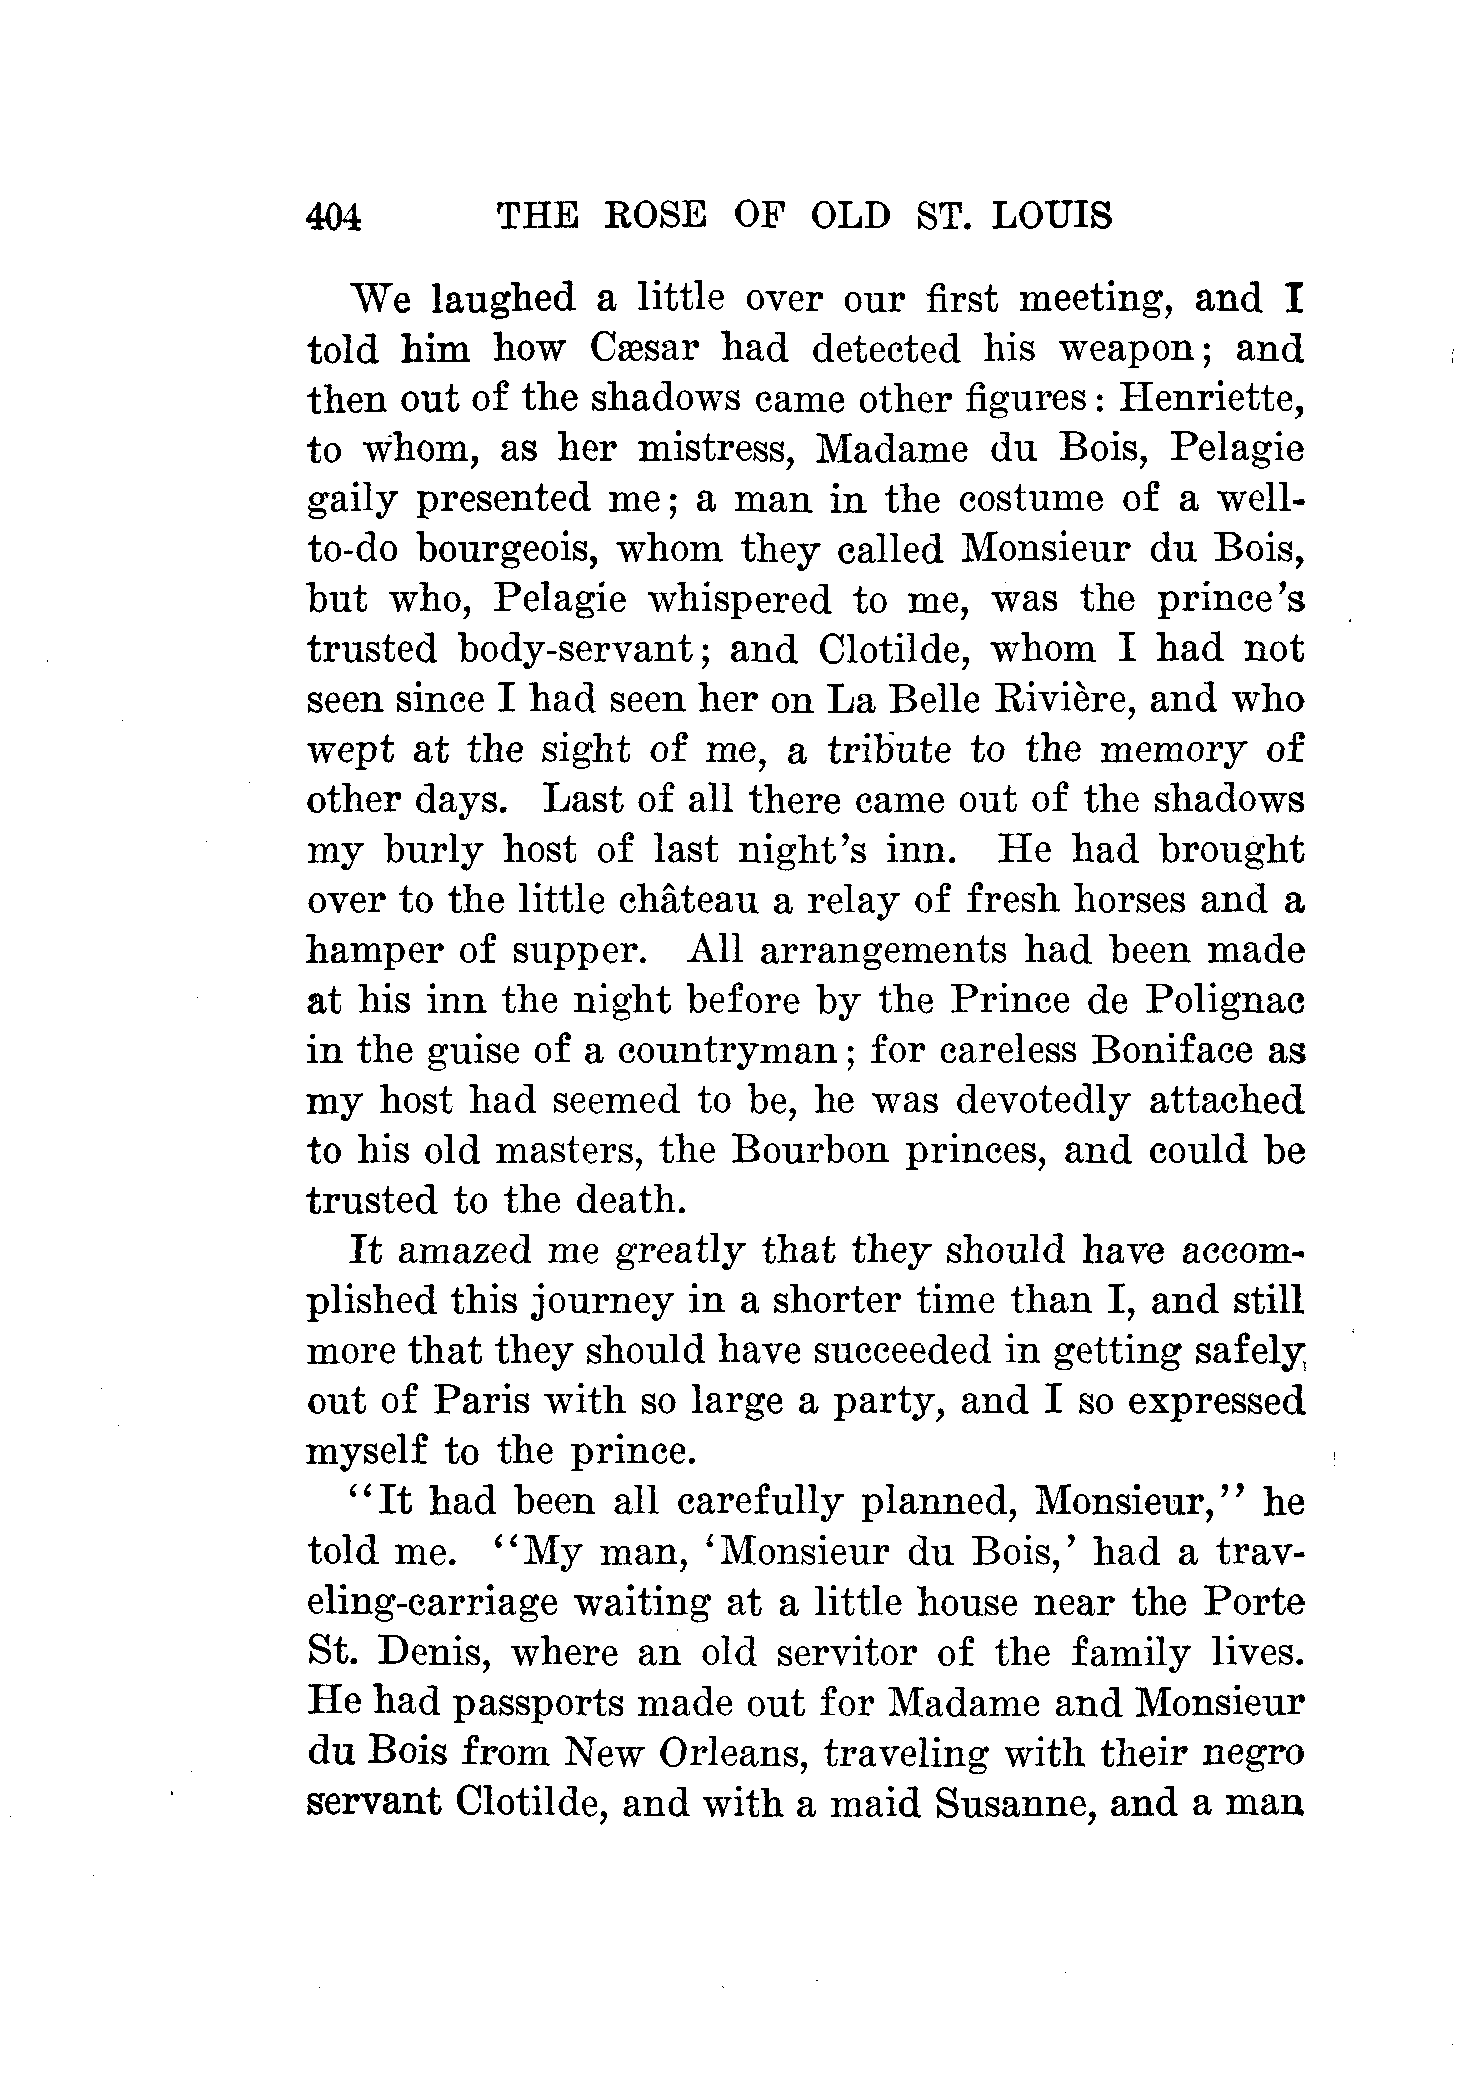 404 THE ROSE OF OLD ST. LOUIS
We laughed a little over our first meeting, and I
told him how Cæsar had detected his weapon; and
then out of the shadows came other figures: Henriette,
to whom, as her mistress, Madame du Bois, Pelagie
gaily presented me; a man in the costume of a well-
to-do bourgeois, whom they called Monsieur du Bois,
but who, Pelagie whispered to me, was the prince's
trusted body-servant; and Clotilde, whom I had not
seen since I had seen her on La Belle Rivière, and who
wept at the sight of me, a tribute to the memory of
other days. Last of all there came out of the shadows
my burly host of last night's inn. He had brought
over to the little château a relay of fresh horses and a
hamper of supper. All arrangements had been made
at his inn the night before by the Prince de Polignac
in the guise of a countryman; for careless Boniface as
my host had seemed to be, he was devotedly attached
to his old masters, the Bourbon princes, and could be
trusted to the death.
It amazed me greatly that they should have accom-
plished this journey in a shorter time than I, and still
more that they should have succeeded in getting safely
out of Paris with so large a party, and I so expressed
myself to the prince.
"It had been all carefully planned, Monsieur," he
told me. "My man, 'Monsieur du Bois,' had a trav-
eling-carriage waiting at a little house near the Porte
St. Denis, where an old servitor of the family lives.
He had passports made out for Madame and Monsieur
du Bois from New Orleans, traveling with their negro
servant Clotilde, and with a maid Susanne, and a man